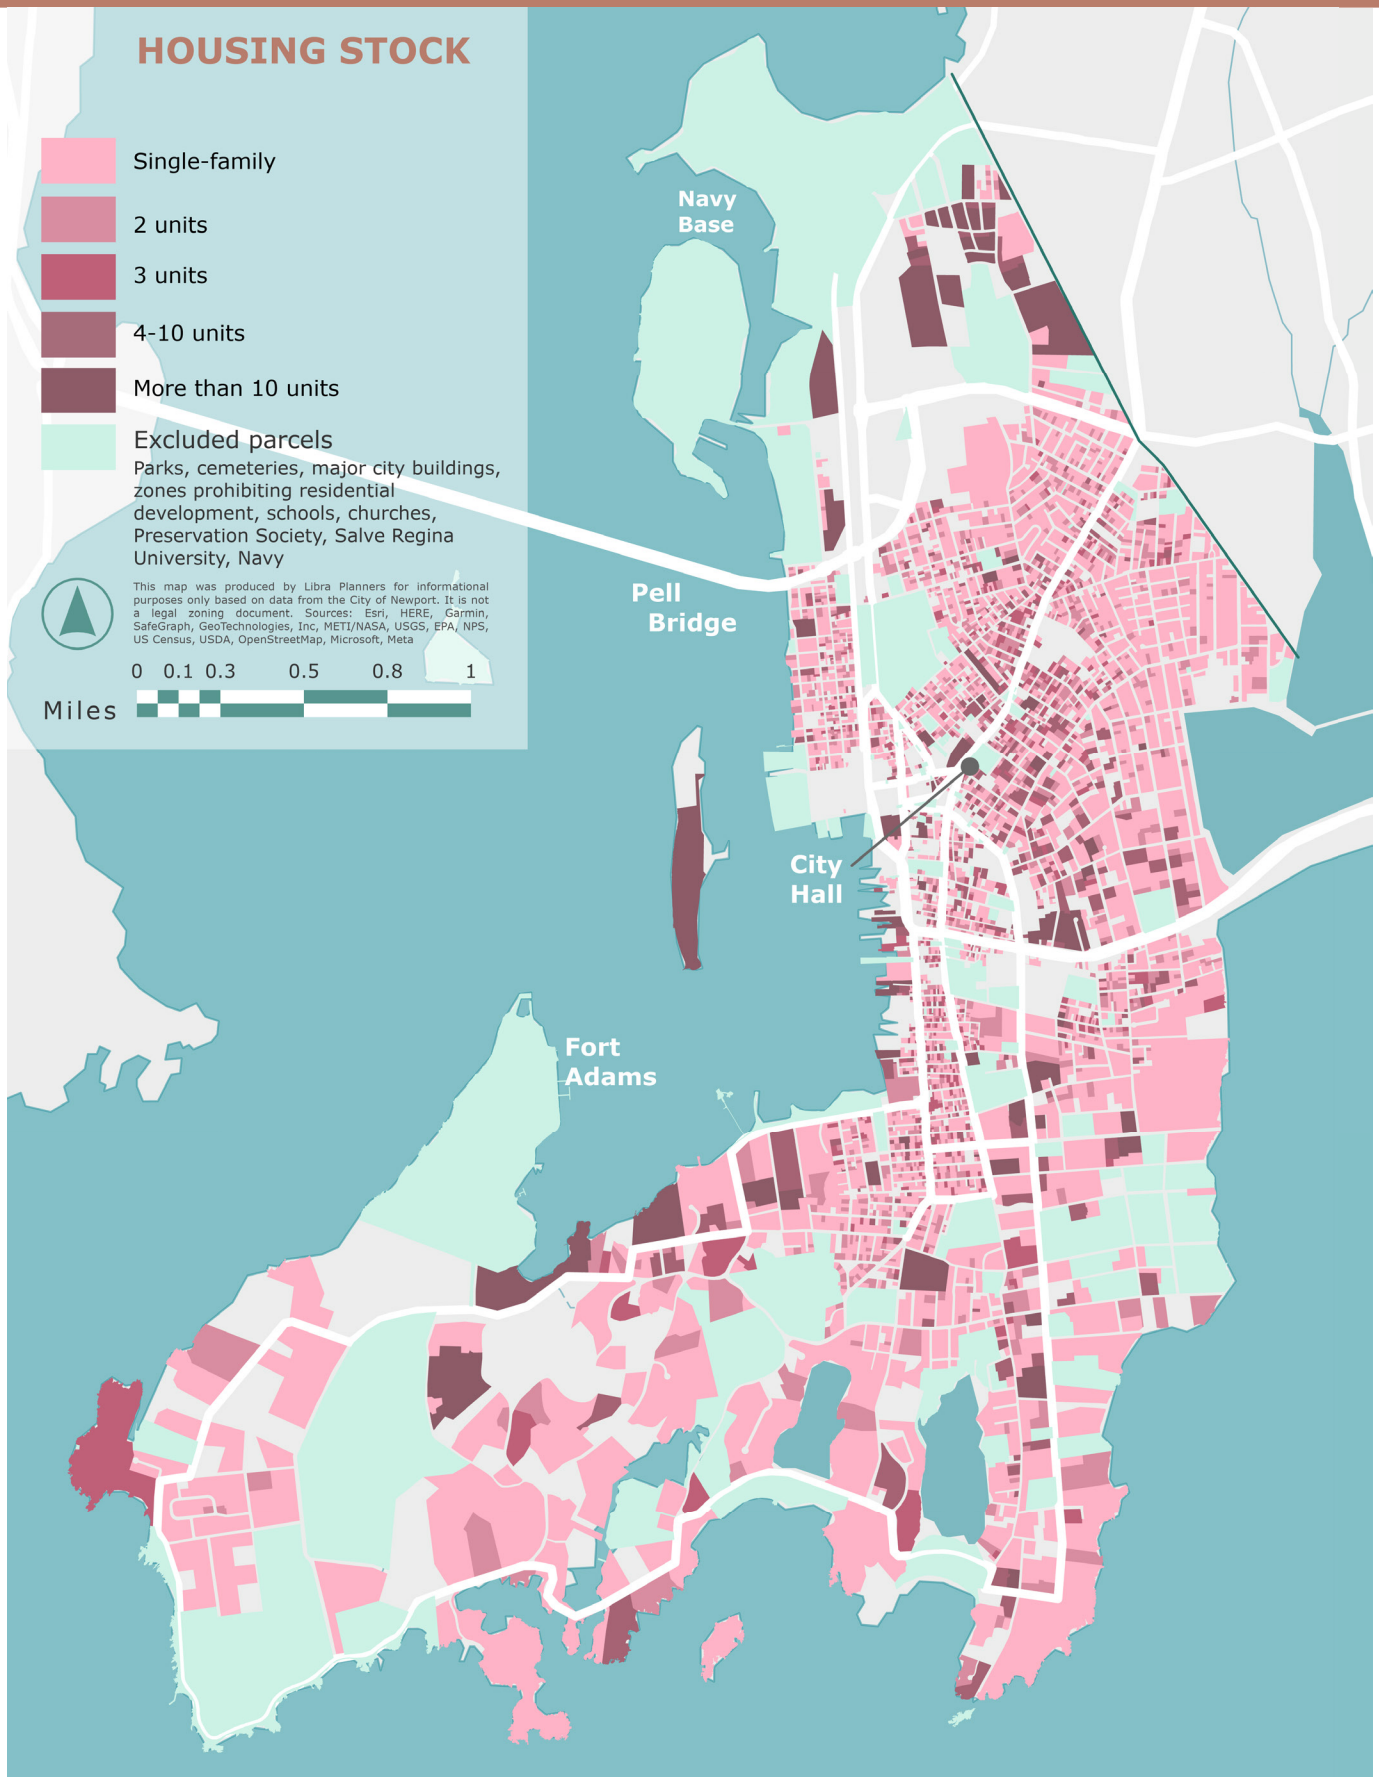 HOUSING STOCK
Single-family
2 units
3 units
4-10 units
More than 10 units
Excluded parcels
Parks, cemeteries, major city buildings,
zones prohibiting residential
development, schools, churches,
Preservation Society, Salve Regina
University, Navy
This map was produced by Libra Planners for informational
purposes only based on data from the City of Newport. It is not
a legal zoning document. Sources: Esri, HERE, Garmin,
SafeGraph, GeoTechnologies, Inc, METI/NASA, USGS, EPA, NPS,
US Census, USDA, OpenStreetMap, Microsoft, Meta
0 0.1 0.3 0.5 0.8 1
Miles
Navy
Base
Pell
Bridge
City
Hall
Fort
Adams